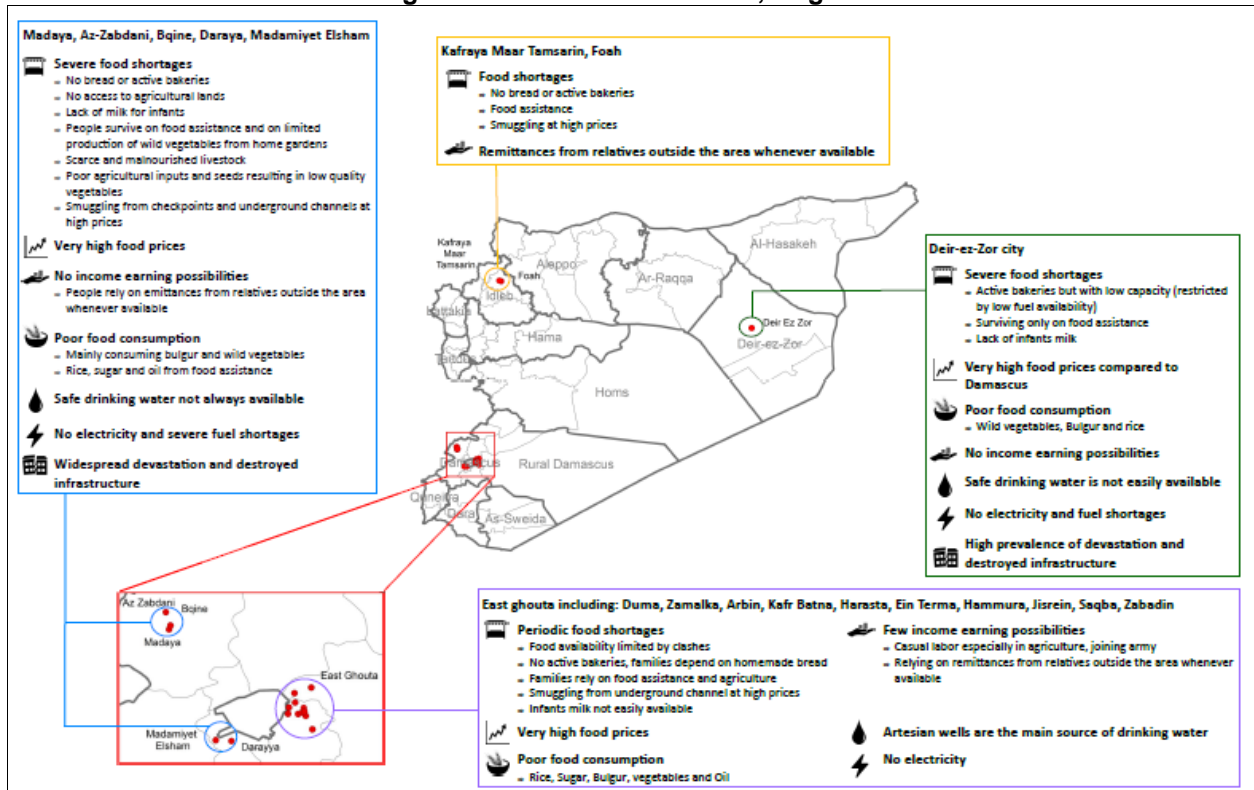 Madaya, Az-Zabdani, Bqine, Daraya, Madamiyet Elsham
Severe food shortages
No bread or active bakeries
No access to agricultural lands
Lack of milk for infants
People survive on food assistance and on limited
production of wild vegetables from home gardens
Scarce and malnourished livestock
Poor agricultural inputs and seeds resulting in low quality
vegetables
Smuggling from checkpoints and underground channels at
high prices
Very high food prices
No income earning possibilities
People rely on emittances from relatives outside the area
whenever available
Poor food consumption
Mainly consuming bulgur and wild vegetables
Rice, sugar and oil from food assistance
Safe drinking water not always available
No electricity and severe fuel shortages
Widespread devastation and destroyed
infrastructure
Kafraya Maar Tamsarin, Foah
Food shortages
No bread or active bakeries
Food assistance
Smuggling at high prices
Remittances from relatives outside the area whenever available
Kafraya
Maar
Tamsarin
Foah
Idleb
Aleppo
Ar-Raqqa
Al-Hasakeh
Lattakia
Hama
Tartous
Homs
Deir Ez Zor
Deir-ez-Zor
Damascus
Rural Damascus
Quneitra
Dara
As-Sweida
Deir-ez-Zor city
Severe food shortages
Active bakeries but with low capacity (restricted
by low fuel availability)
Surviving only on food assistance
Lack of infants milk
Very high food prices compared to
Damascus
Poor food consumption
Wild vegetables, Bulgur and rice
No income earning possibilities
Safe drinking water is not easily available
No electricity and fuel shortages
High prevalence of devastation and
destroyed infrastructure
Az Zabdani
Bqine
Madaya
East Ghouta
Madamiyet
Elsham
Darayya
East ghouta including: Duma, Zamalka, Arbin, Kafr Batna, Harasta, Ein Terma, Hammura, Jisrein, Saqba, Zabadin
Periodic food shortages
Food availability limited by clashes
No active bakeries, families depend on homemade bread
Families rely on food assistance and agriculture
Smuggling from underground channel at high prices
Infants milk not easily available
Very high food prices
Poor food consumption
Rice, Sugar, Bulgur, vegetables and Oil
Few income earning possibilities
Casual labor especially in agriculture, joining army
Relying on remittances from relatives outside the area whenever
available
Artesian wells are the main source of drinking water
No electricity